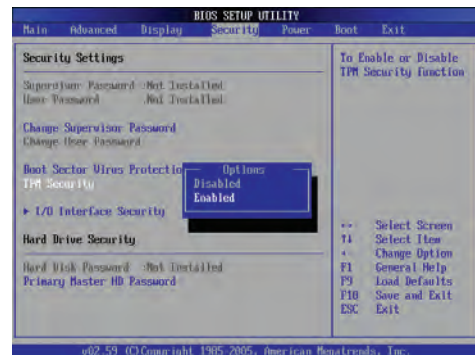 BIOS SETUP UTILITY
Main Advanced Display Security Power Boot Exit
Security Settings
Supervisor Password :Not Installed
User Password :Not Installed
Change Supervisor Password
Change User Password
Boot Sector Virus Protection
TPM Security
Options
Disabled
Enabled
▶ I/O Interface Security
Hard Drive Security
Hard Disk Password :Not Installed
Primary Master HD Password
To Enable or Disable
TPM Security function
Select Screen
↑↓ Select Item
Change Option
F1 General Help
F9 Load Defaults
F10 Save and Exit
ESC Exit
v02.59 (C)Copyright 1985-2005, American Megatrends, Inc.